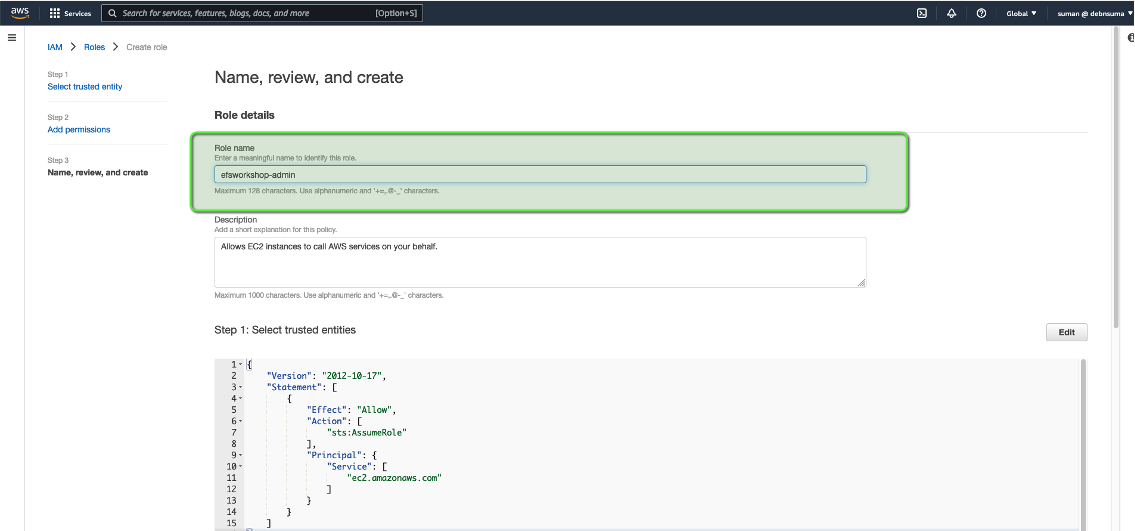 aws Services Search for services, features, blogs, docs, and more [Option+S] Global ▼ suman @ debnsuma ▼
IAM > Roles > Create role
Step 1
Select trusted entity
Step 2
Add permissions
Step 3
Name, review, and create
Name, review, and create
Role details
Role name
Enter a meaningful name to identify this role.
efsworkshop-admin
Maximum 128 characters. Use alphanumeric and '+=,.@-_' characters.
Description
Add a short explanation for this policy.
Allows EC2 instances to call AWS services on your behalf.
Maximum 1000 characters. Use alphanumeric and '+=,.@-_' characters.
Step 1: Select trusted entities
Edit
1 {
2 "Version": "2012-10-17",
3 "Statement": [
4 {
5 "Effect": "Allow",
6 "Action": [
7 "sts:AssumeRole"
8 ],
9 "Principal": {
10 "Service": [
11 "ec2.amazonaws.com"
12 ]
13 }
14 }
15 ]